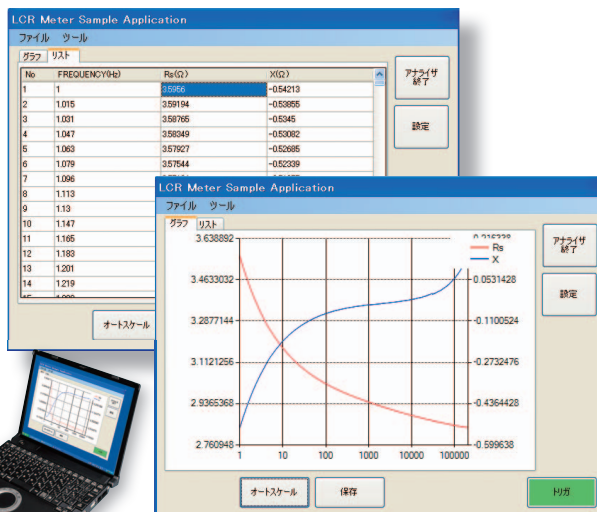 LCR Meter Sample Application
ファイル ツール
グラフ リスト
No FREQUENCY(Hz) Rs(Ω) X(Ω)
1 1 3.5956 -0.54213
2 1.015 3.59194 -0.53855
3 1.031 3.58765 -0.5345
4 1.047 3.58349 -0.53082
5 1.063 3.57927 -0.52685
6 1.079 3.57544 -0.52339
7 1.096
8 1.113
9 1.13
10 1.147
11 1.165
12 1.183
13 1.201
14 1.219
アナライザ
終了
設定
オートスケール
LCR Meter Sample Application
ファイル ツール
グラフ リスト
3.638892
3.4633032 0.0531428
3.2877144 -0.1100524
3.1121256 -0.2732476
2.9365368 -0.4364428
2.760948 -0.599638
1 10 100 1000 10000 100000
Rs
X
アナライザ
終了
設定
オートスケール 保存 トリガ